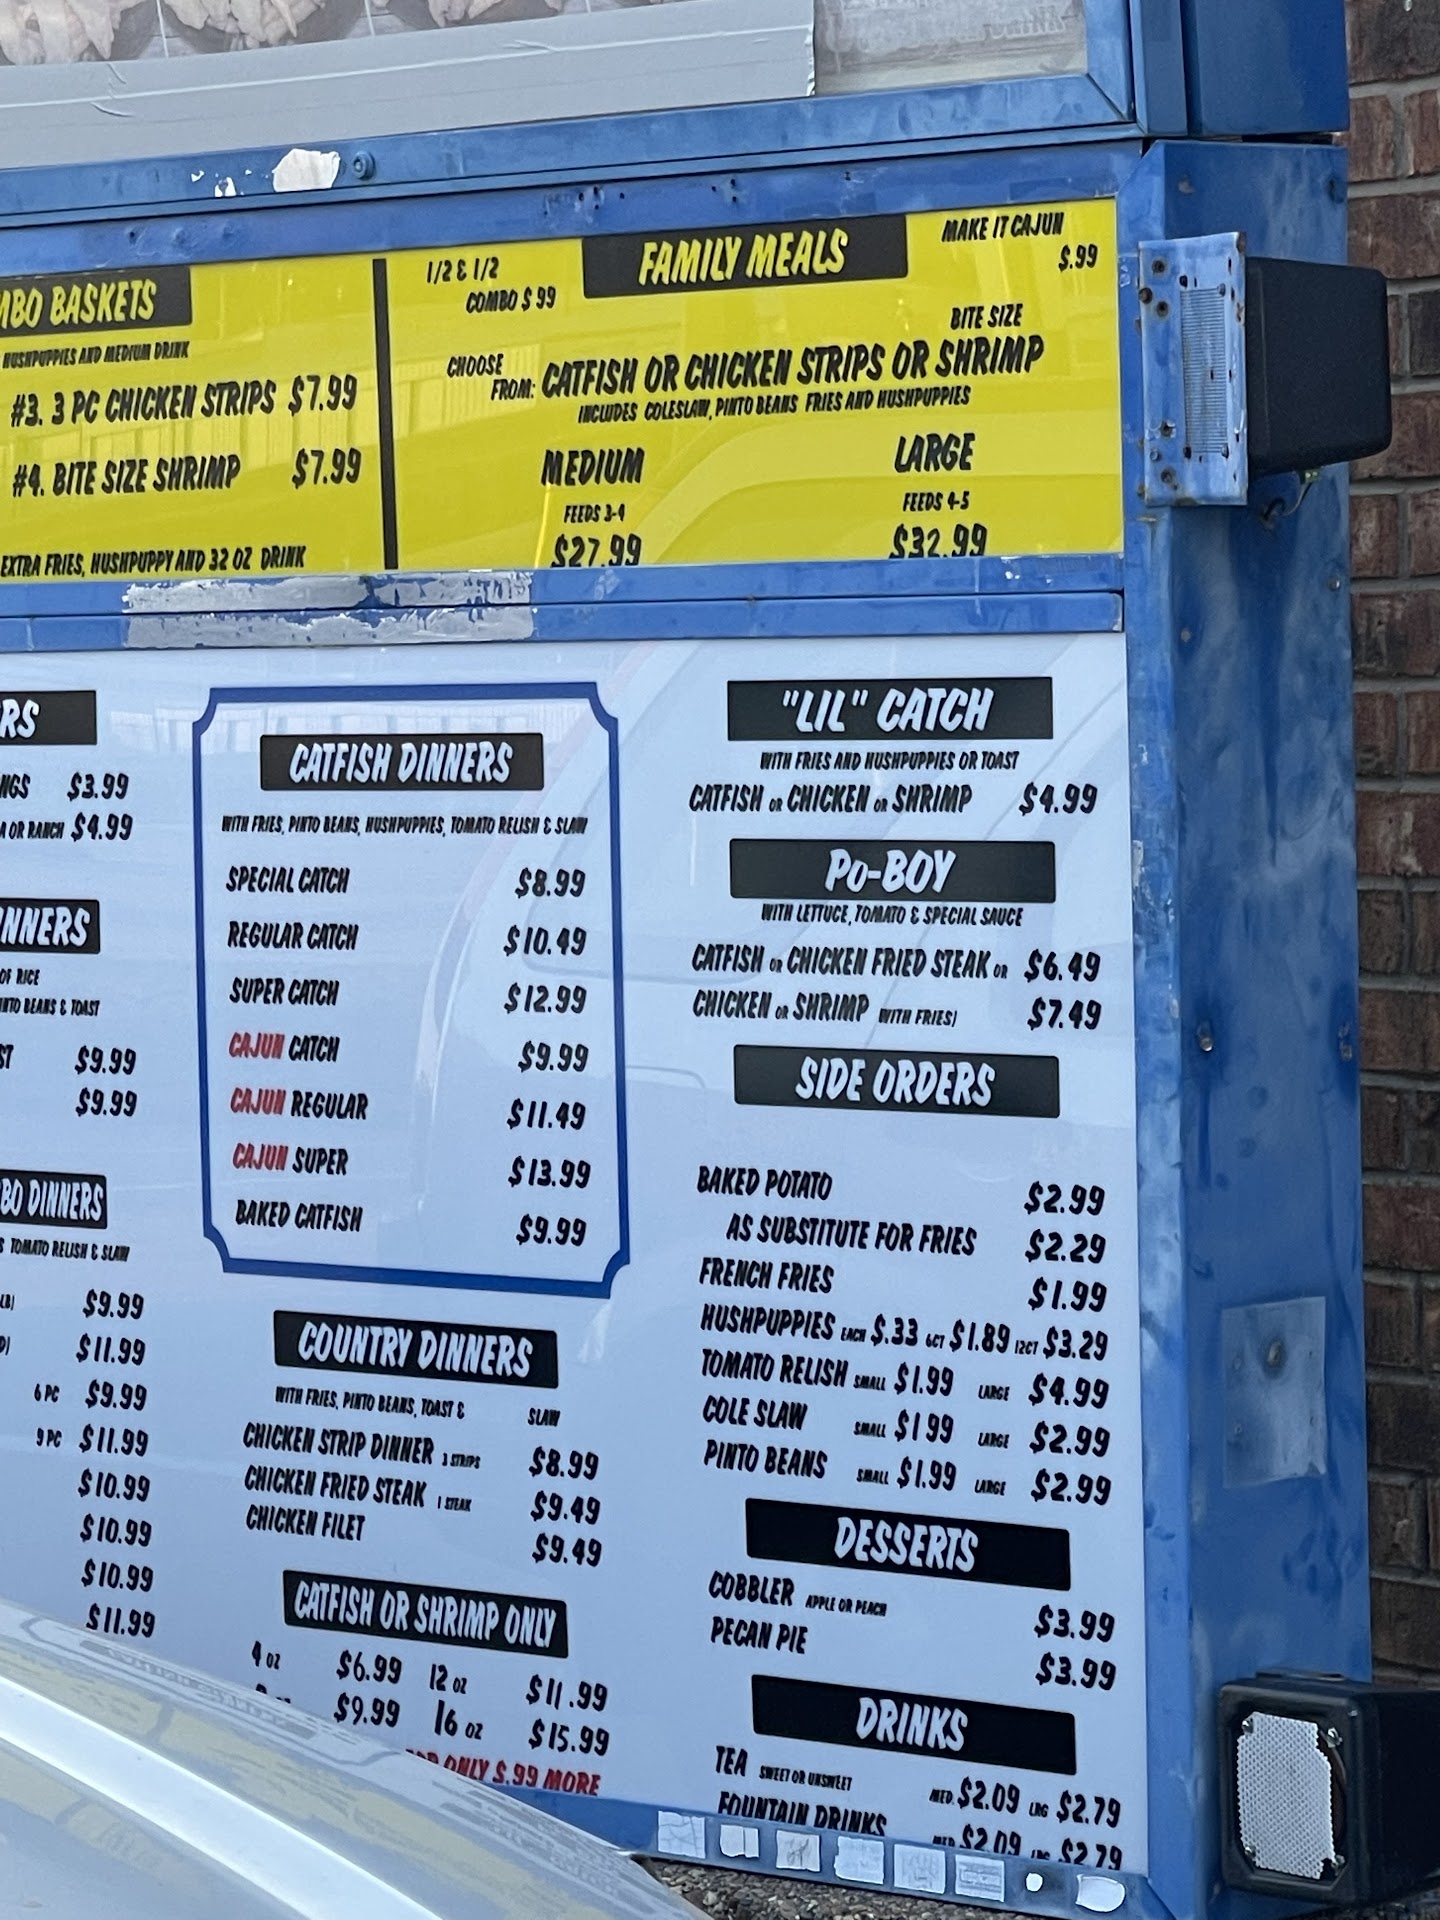 MBO BASKETS
HUSHPUPPIES AND MEDIUM DRINK
#3. 3 PC CHICKEN STRIPS $7.99
#4. BITE SIZE SHRIMP $7.99
EXTRA FRIES, HUSHPUPPY AND 32 OZ DRINK
1/2 & 1/2
COMBO $ 99
FAMILY MEALS
MAKE IT CAJUN
$.99
BITE SIZE
CHOOSE
FROM: CATFISH OR CHICKEN STRIPS OR SHRIMP
INCLUDES COLESLAW, PINTO BEANS FRIES AND HUSHPUPPIES
MEDIUM
FEEDS 3-4
$27.99
LARGE
FEEDS 4-5
$32.99
RS
NGS $3.99
A OR RANCH $4.99
INNERS
OF RICE
NTO BEANS & TOAST
ST $9.99
$9.99
BO DINNERS
S TOMATO RELISH & SLAW
LB) $9.99
$11.99
6 PC $9.99
9 PC $11.99
$10.99
$10.99
$10.99
$11.99
CATFISH DINNERS
WITH FRIES, PINTO BEANS, HUSHPUPPIES, TOMATO RELISH & SLAW
SPECIAL CATCH $8.99
REGULAR CATCH $10.49
SUPER CATCH $12.99
CAJUN CATCH $9.99
CAJUN REGULAR $11.49
CAJUN SUPER $13.99
BAKED CATFISH $9.99
COUNTRY DINNERS
WITH FRIES, PINTO BEANS, TOAST & SLAW
CHICKEN STRIP DINNER 3 STRIPS $8.99
CHICKEN FRIED STEAK 1 STEAK $9.49
CHICKEN FILET $9.49
CATFISH OR SHRIMP ONLY
4 OZ $6.99 12 OZ $11.99
$9.99 16 OZ $15.99
ONLY $.99 MORE
"LIL" CATCH
WITH FRIES AND HUSHPUPPIES OR TOAST
CATFISH OR CHICKEN OR SHRIMP $4.99
PO-BOY
WITH LETTUCE, TOMATO & SPECIAL SAUCE
CATFISH OR CHICKEN FRIED STEAK OR $6.49
CHICKEN OR SHRIMP WITH FRIES) $7.49
SIDE ORDERS
BAKED POTATO $2.99
AS SUBSTITUTE FOR FRIES $2.29
FRENCH FRIES $1.99
HUSHPUPPIES EACH $.33 6CT $1.89 12CT $3.29
TOMATO RELISH SMALL $1.99 LARGE $4.99
COLE SLAW SMALL $1 99 LARGE $2.99
PINTO BEANS SMALL $1.99 LARGE $2.99
DESSERTS
COBBLER APPLE OR PEACH $3.99
PECAN PIE $3.99
DRINKS
TEA SWEET OR UNSWEET MED. $2.09 LRG $2.79
FOUNTAIN DRINKS MED $2.09 LRG $2.79